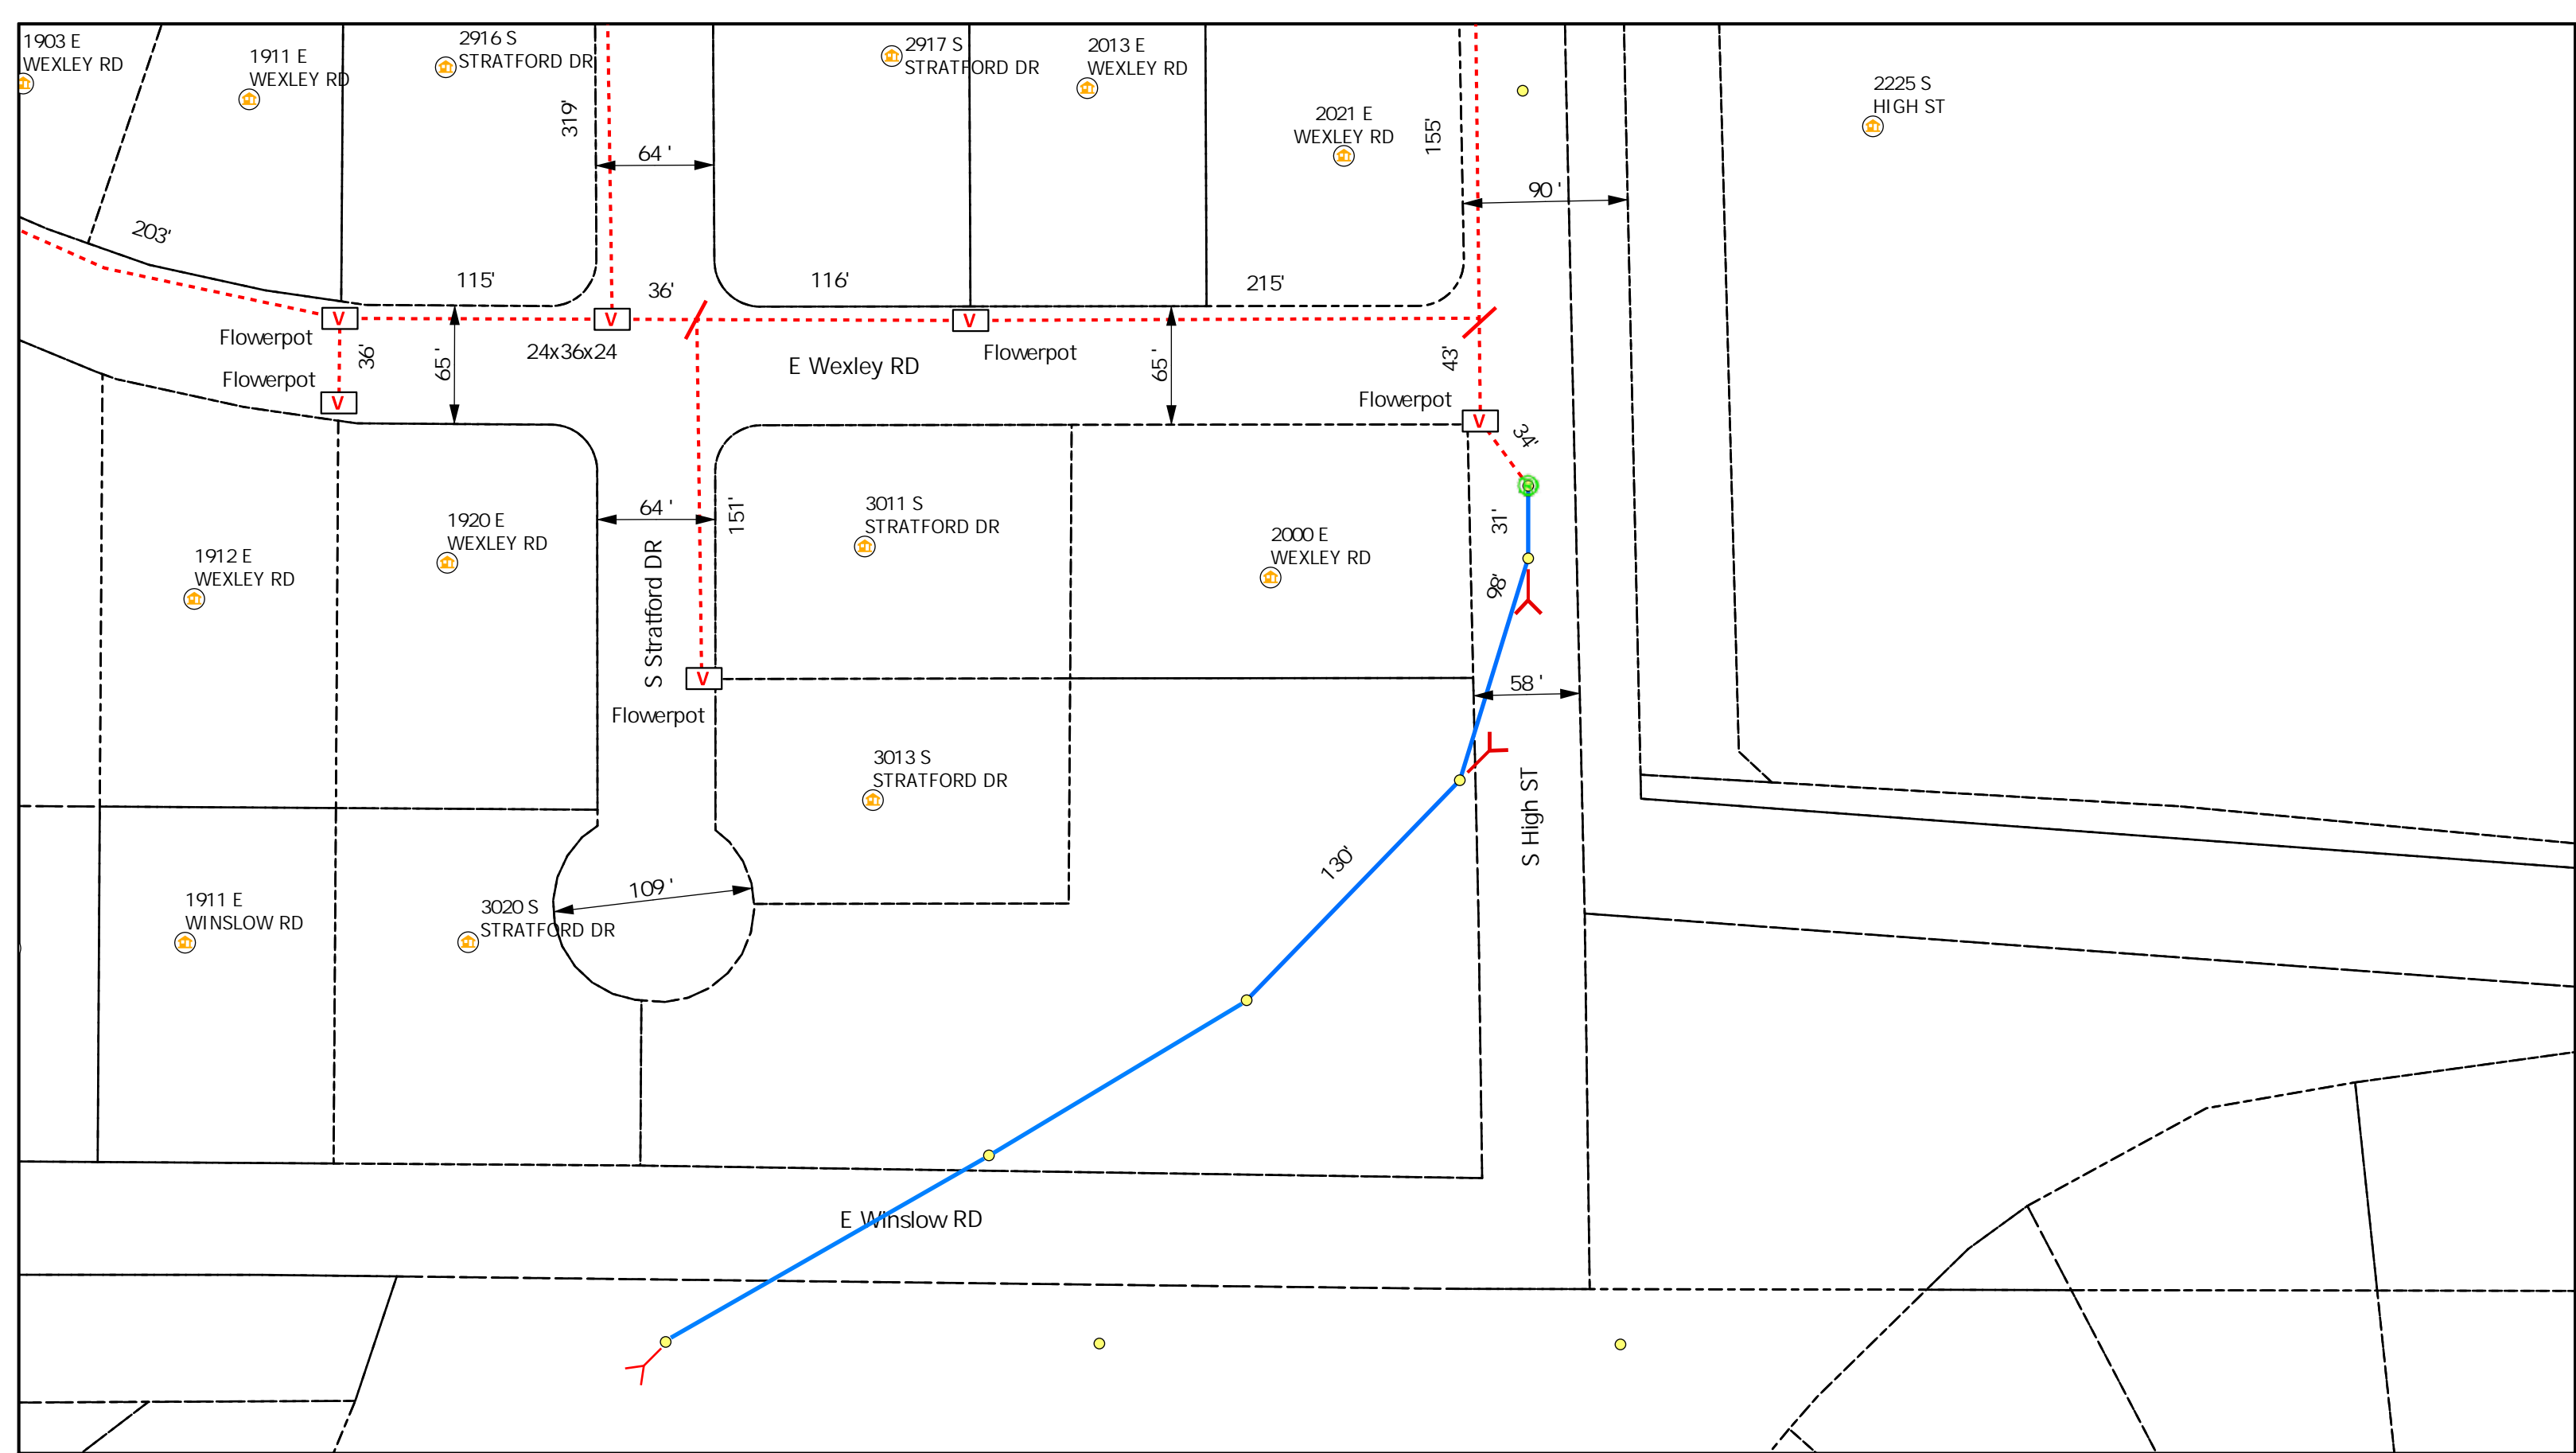 1903 E
WEXLEY RD
1911 E
WEXLEY RD
2916 S
STRATFORD DR
2917 S
STRATFORD DR
2013 E
WEXLEY RD
2021 E
WEXLEY RD
2225 S
HIGH ST
319'
64 '
155'
90 '
203'
115'
36'
116'
215'
V
V
V
Flowerpot
36'
65 '
24x36x24
E Wexley RD
Flowerpot
65 '
43'
Flowerpot
V
Flowerpot
V
34'
64 '
151'
31'
98'
3011 S
STRATFORD DR
2000 E
WEXLEY RD
1920 E
WEXLEY RD
1912 E
WEXLEY RD
S Stratford DR
V
Flowerpot
58 '
3013 S
STRATFORD DR
S High ST
130'
109 '
1911 E
WINSLOW RD
3020 S
STRATFORD DR
E Winslow RD